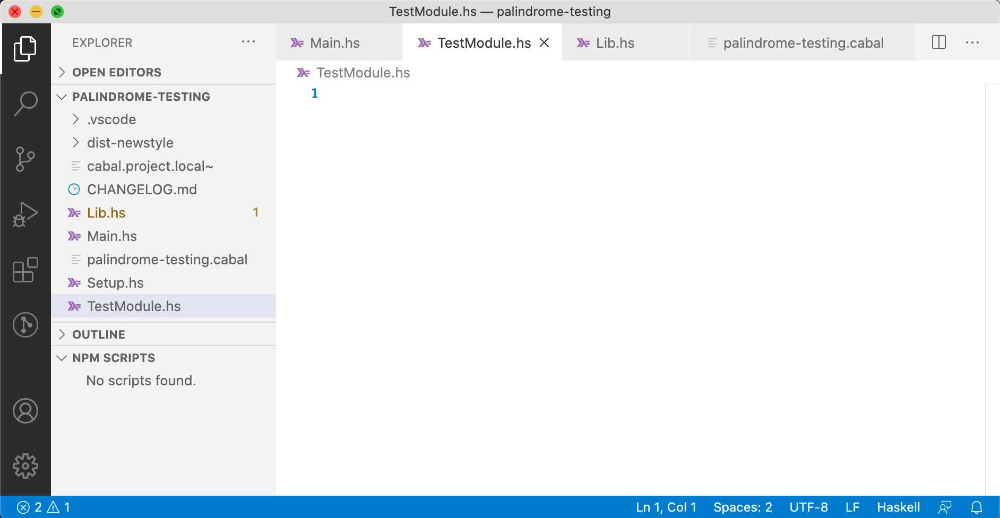 TestModule.hs — palindrome-testing
EXPLORER
Main.hs
TestModule.hs
Lib.hs
palindrome-testing.cabal
OPEN EDITORS
PALINDROME-TESTING
.vscode
dist-newstyle
cabal.project.local~
CHANGELOG.md
Lib.hs 1
Main.hs
palindrome-testing.cabal
Setup.hs
TestModule.hs
OUTLINE
NPM SCRIPTS
No scripts found.
TestModule.hs
1
2 1 Ln 1, Col 1 Spaces: 2 UTF-8 LF Haskell